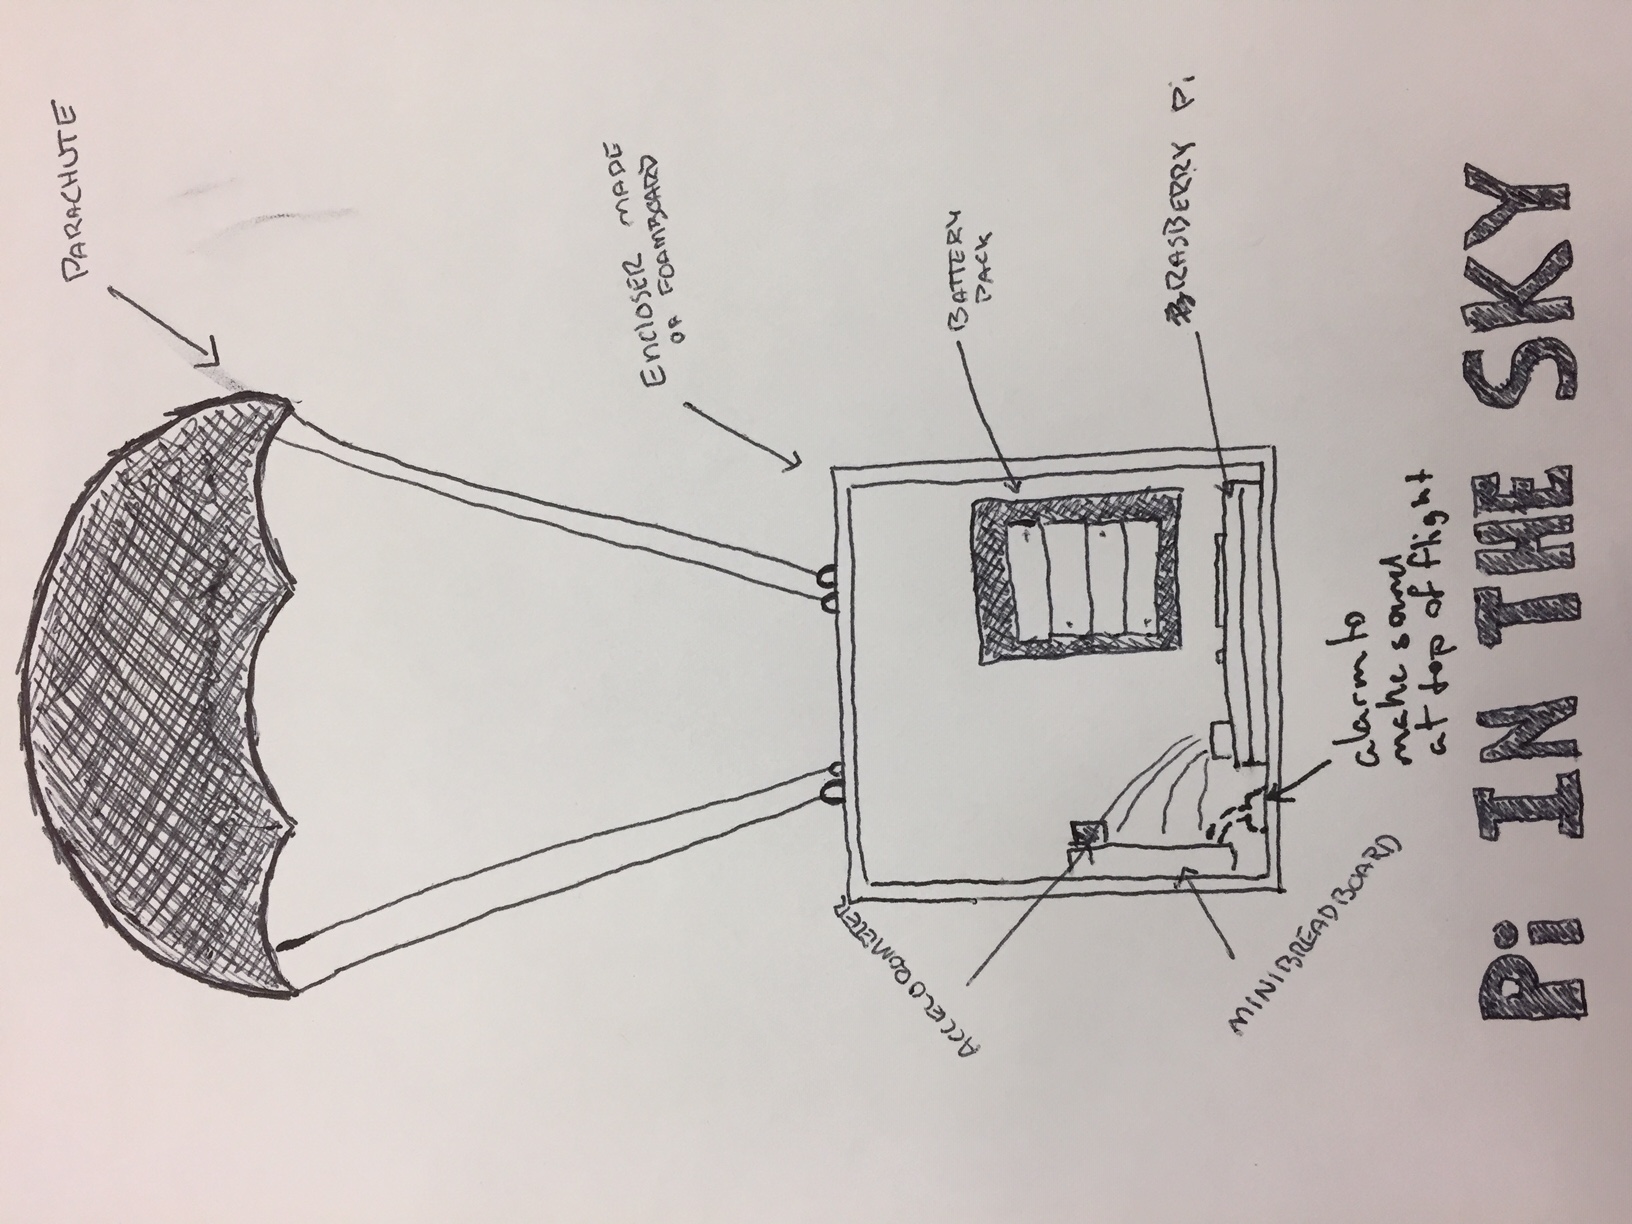 PARACHUTE
EnclosER MADE
OF FOAMBOARD
ACCELOROMETER
BATTERY
PACK
RASBERRY Pi
MINIBREADBOARD
alarm to
make sound
at top of flight
Pi IN THE SKY